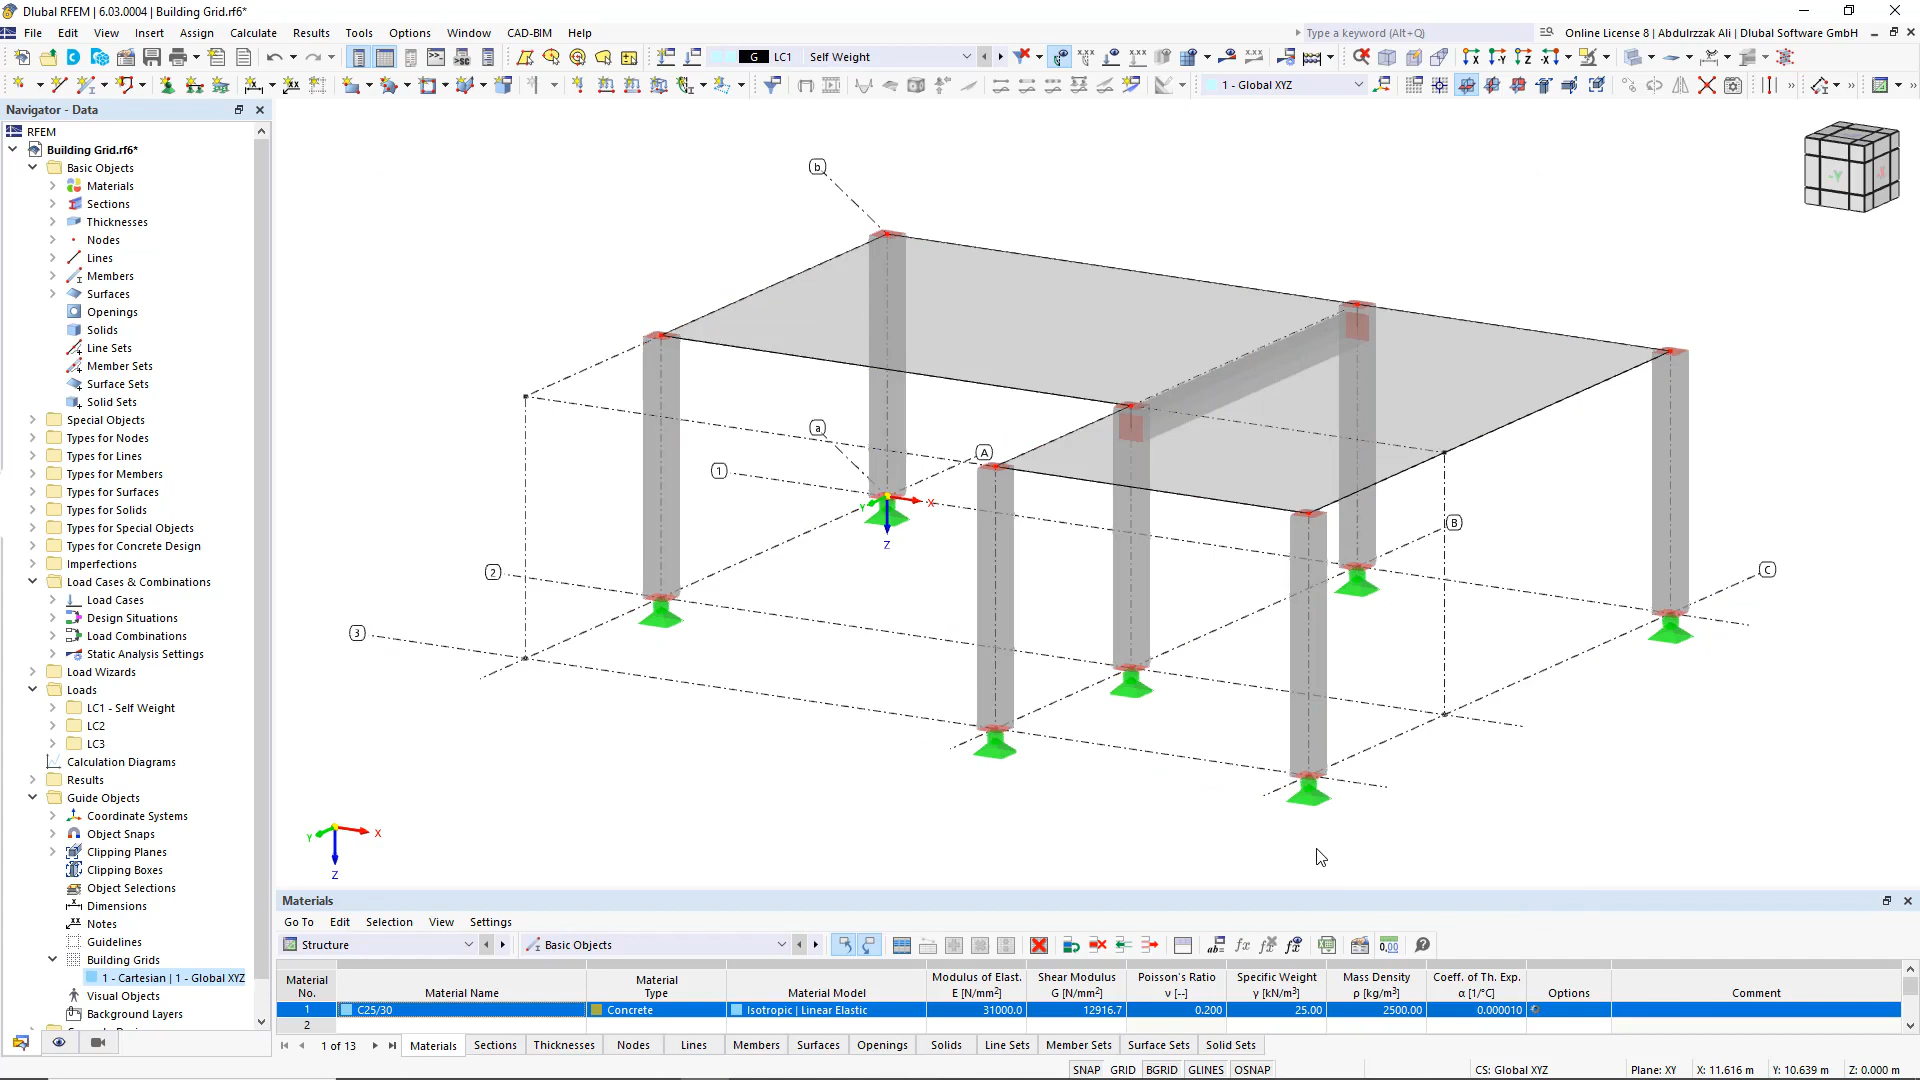 Dlubal RFEM | 6.03.0004 | Building Grid.rf6*
File Edit View Insert Assign Calculate Results Tools Options Window CAD-BIM Help
Type a keyword (Alt+Q)
Online License 8 | Abdulrzzak Ali | Dlubal Software GmbH
G LC1 Self Weight
1 - Global XYZ
Navigator - Data
RFEM
Building Grid.rf6*
Basic Objects
Materials
Sections
Thicknesses
Nodes
Lines
Members
Surfaces
Openings
Solids
Line Sets
Member Sets
Surface Sets
Solid Sets
Special Objects
Types for Nodes
Types for Lines
Types for Members
Types for Surfaces
Types for Solids
Types for Special Objects
Types for Concrete Design
Imperfections
Load Cases & Combinations
Load Cases
Design Situations
Load Combinations
Static Analysis Settings
Load Wizards
Loads
LC1 - Self Weight
LC2
LC3
Calculation Diagrams
Results
Guide Objects
Coordinate Systems
Object Snaps
Clipping Planes
Clipping Boxes
Object Selections
Dimensions
Notes
Guidelines
Building Grids
1 - Cartesian | 1 - Global XYZ
Visual Objects
Background Layers
b
-Y -X
a
A
1
Y X
Z
B
2
C
3
Y X
Z
Materials
Go To Edit Selection View Settings
Structure
Basic Objects
Material No. Material Name Material Type Material Model Modulus of Elast. E [N/mm²] Shear Modulus G [N/mm²] Poisson's Ratio ν [--] Specific Weight γ [kN/m³] Mass Density ρ [kg/m³] Coeff. of Th. Exp. α [1/°C] Options Comment
1 C25/30 Concrete Isotropic | Linear Elastic 31000.0 12916.7 0.200 25.00 2500.00 0.000010
2
1 of 13 Materials Sections Thicknesses Nodes Lines Members Surfaces Openings Solids Line Sets Member Sets Surface Sets Solid Sets
SNAP GRID BGRID GLINES OSNAP CS: Global XYZ Plane: XY X: 11.616 m Y: 10.639 m Z: 0.000 m